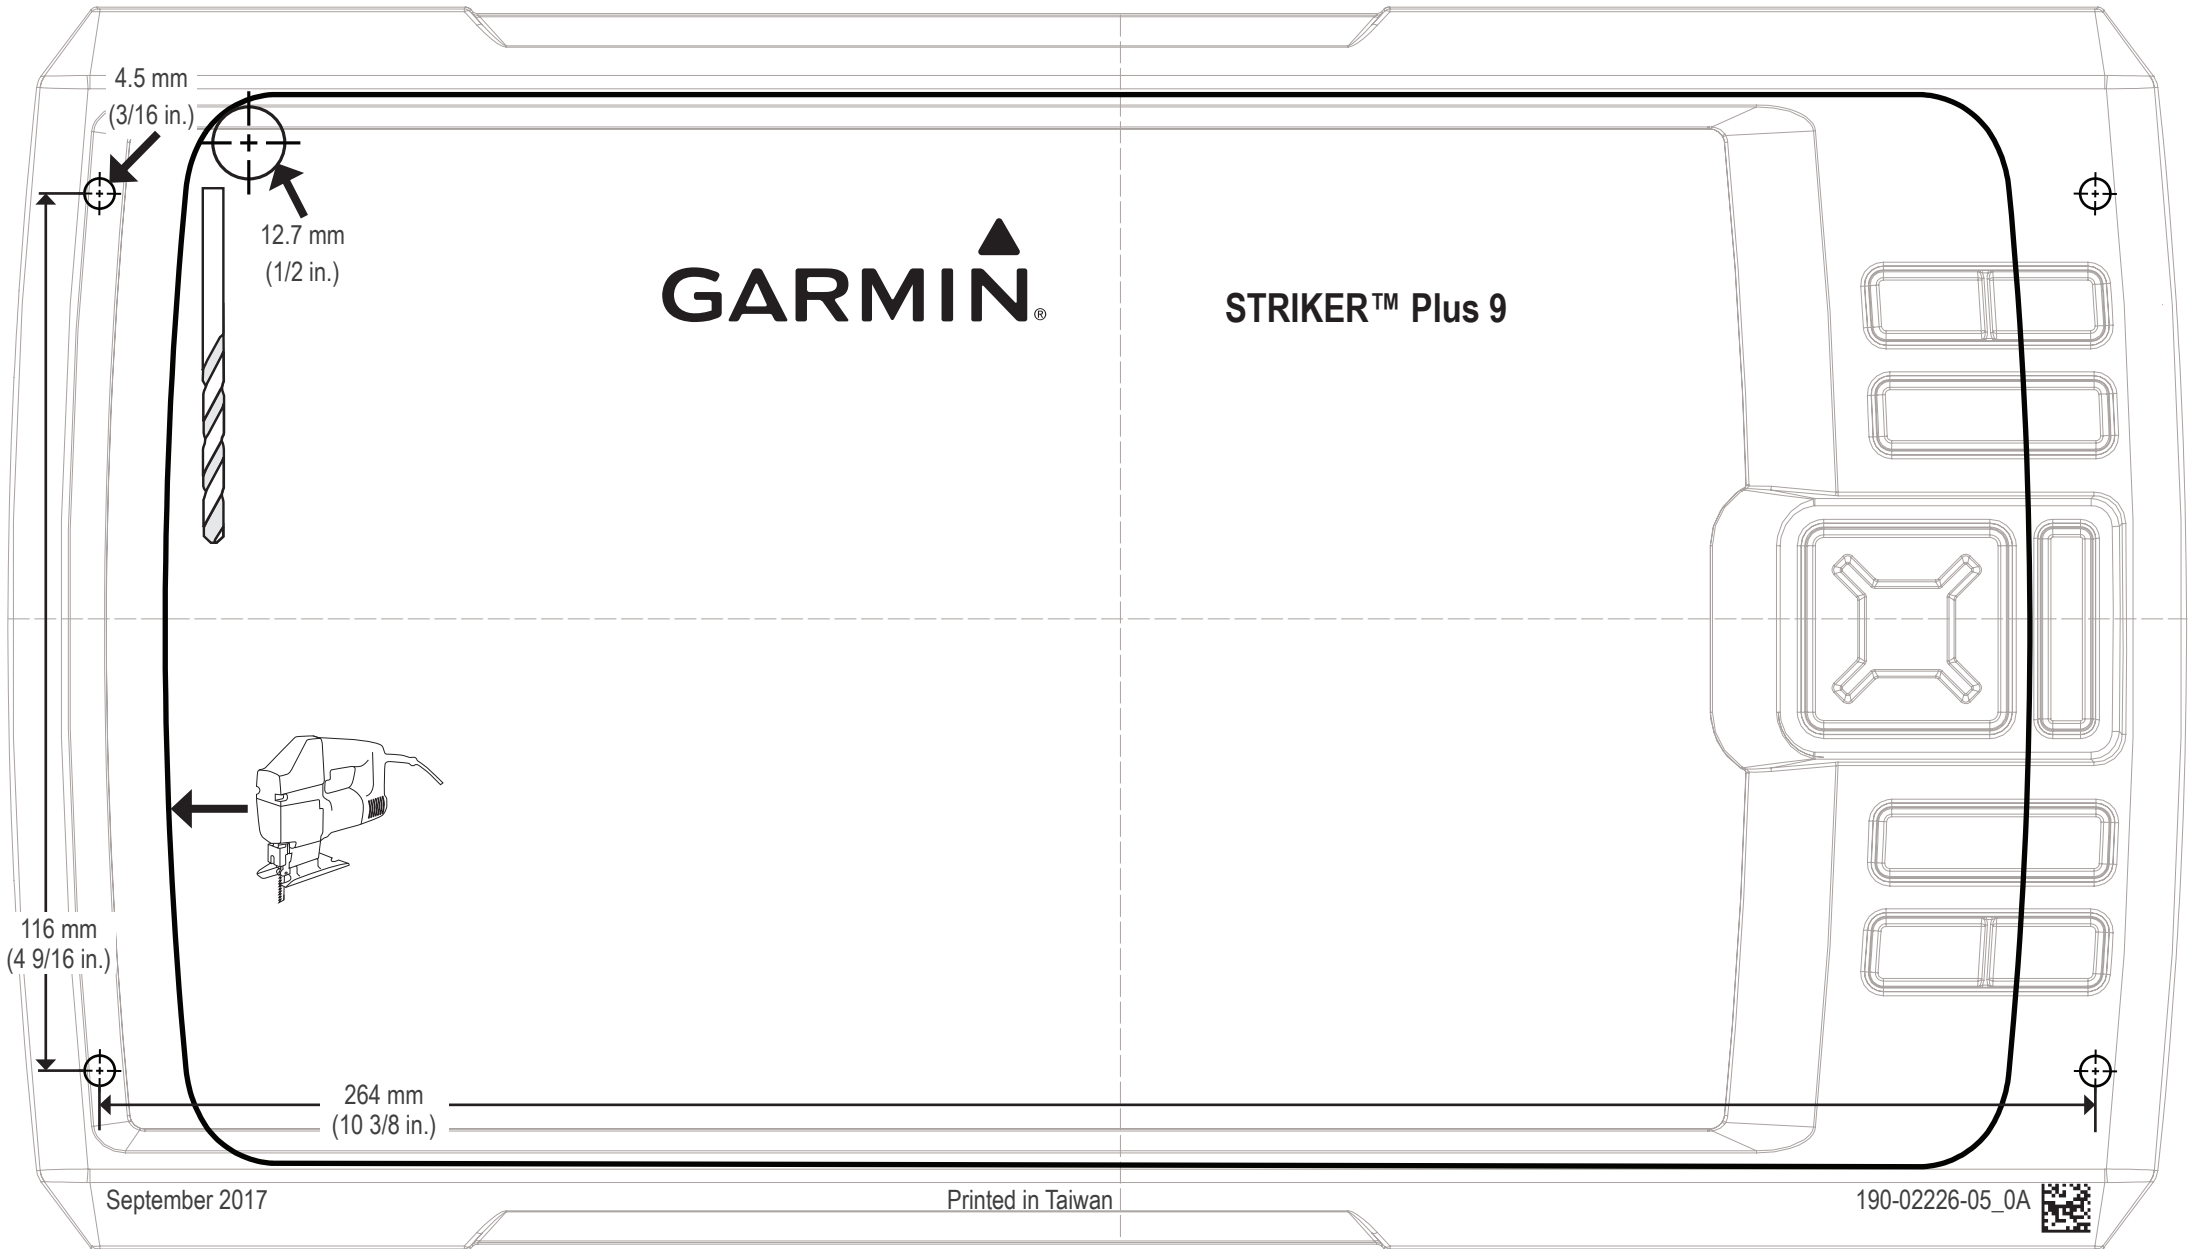 4.5 mm
(3/16 in.)
12.7 mm
(1/2 in.)
GARMIN®
STRIKER™ Plus 9
116 mm
(4 9/16 in.)
264 mm
(10 3/8 in.)
September 2017
Printed in Taiwan
190-02226-05_0A